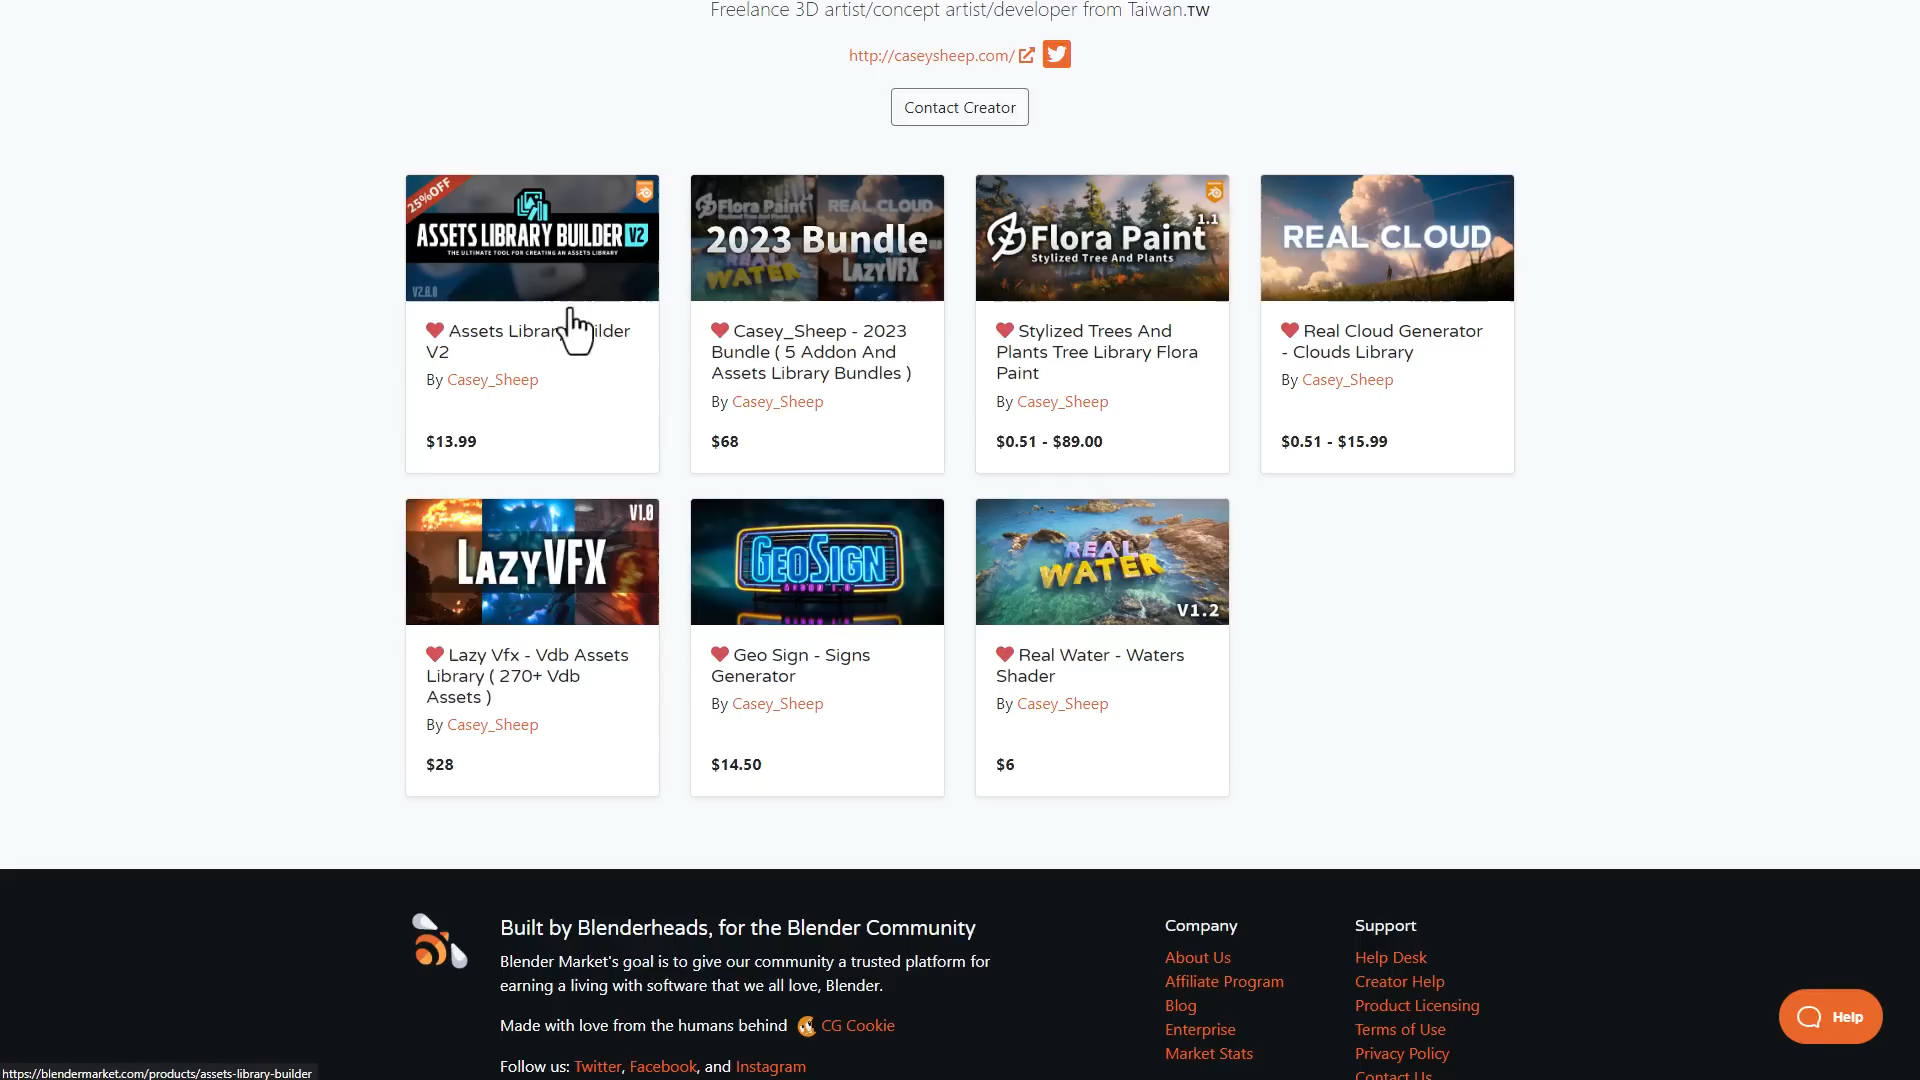 Freelance 3D artist/concept artist/developer from Taiwan.TW
http://caseysheep.com/
Contact Creator
25%OFF
ASSETS LIBRARY BUILDER V2
THE ULTIMATE TOOL FOR CREATING AN ASSETS LIBRARY
V2.0.0
Assets Library Builder
V2
By Casey_Sheep
$13.99
Flora Paint
REAL CLOUD
2023 Bundle
REAL
WATER
LAZYVFX
Casey_Sheep - 2023
Bundle ( 5 Addon And
Assets Library Bundles )
By Casey_Sheep
$68
1.1
Flora Paint
Stylized Tree And Plants
Stylized Trees And
Plants Tree Library Flora
Paint
By Casey_Sheep
$0.51 - $89.00
REAL CLOUD
Real Cloud Generator
- Clouds Library
By Casey_Sheep
$0.51 - $15.99
V1.0
LAZYVFX
Lazy Vfx - Vdb Assets
Library ( 270+ Vdb
Assets )
By Casey_Sheep
$28
GEOSIGN
ADDON 1.0
Geo Sign - Signs
Generator
By Casey_Sheep
$14.50
REAL
WATER
V1.2
Real Water - Waters
Shader
By Casey_Sheep
$6
Built by Blenderheads, for the Blender Community
Blender Market's goal is to give our community a trusted platform for
earning a living with software that we all love, Blender.
Made with love from the humans behind CG Cookie
Follow us: Twitter, Facebook, and Instagram
Company
About Us
Affiliate Program
Blog
Enterprise
Market Stats
Support
Help Desk
Creator Help
Product Licensing
Terms of Use
Privacy Policy
Contact Us
Help
https://blendermarket.com/products/assets-library-builder